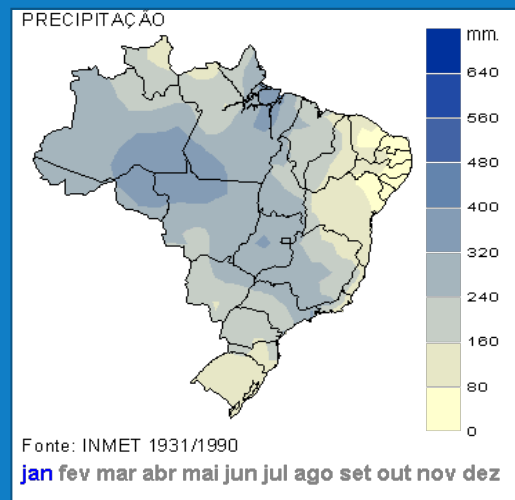 PRECIPITAÇÃO
mm.
640
560
480
400
320
240
160
80
0
Fonte: INMET 1931/1990
jan fev mar abr mai jun jul ago set out nov dez